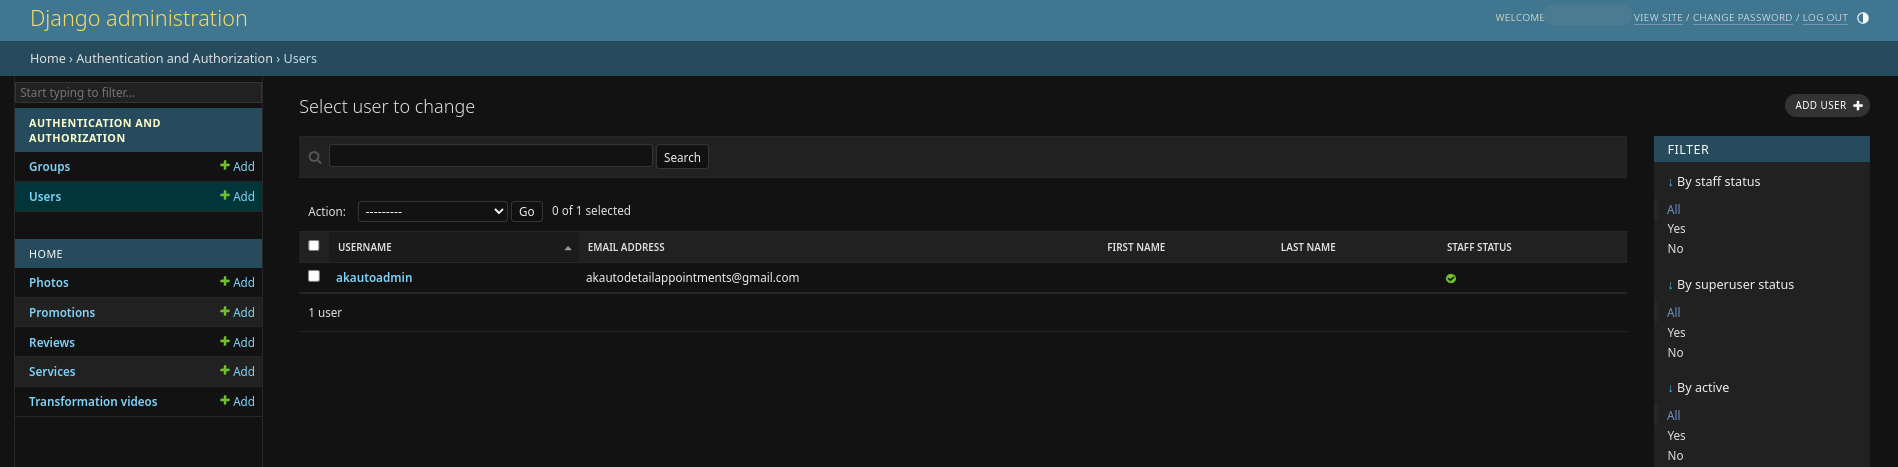 Django administration
WELCOME VIEW SITE / CHANGE PASSWORD / LOG OUT
Home › Authentication and Authorization › Users
Start typing to filter...
AUTHENTICATION AND
AUTHORIZATION
Groups + Add
Users + Add
HOME
Photos + Add
Promotions + Add
Reviews + Add
Services + Add
Transformation videos + Add
Select user to change
ADD USER +
Search
Action: --------- Go 0 of 1 selected
USERNAME EMAIL ADDRESS FIRST NAME LAST NAME STAFF STATUS
akautoadmin akautodetailappointments@gmail.com
1 user
FILTER
↓ By staff status
All
Yes
No
↓ By superuser status
All
Yes
No
↓ By active
All
Yes
No